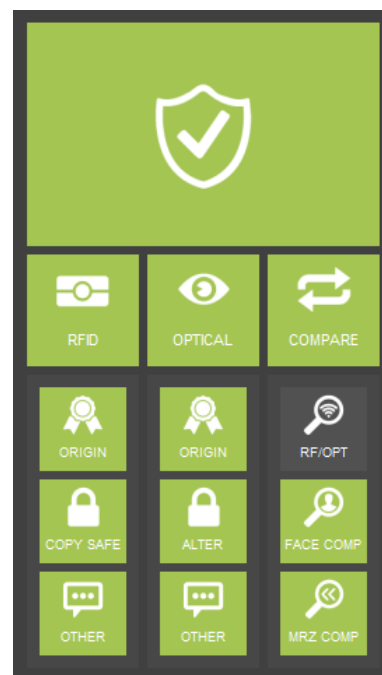 RFID OPTICAL COMPARE
ORIGIN ORIGIN RF/OPT
COPY SAFE ALTER FACE COMP
OTHER OTHER MRZ COMP